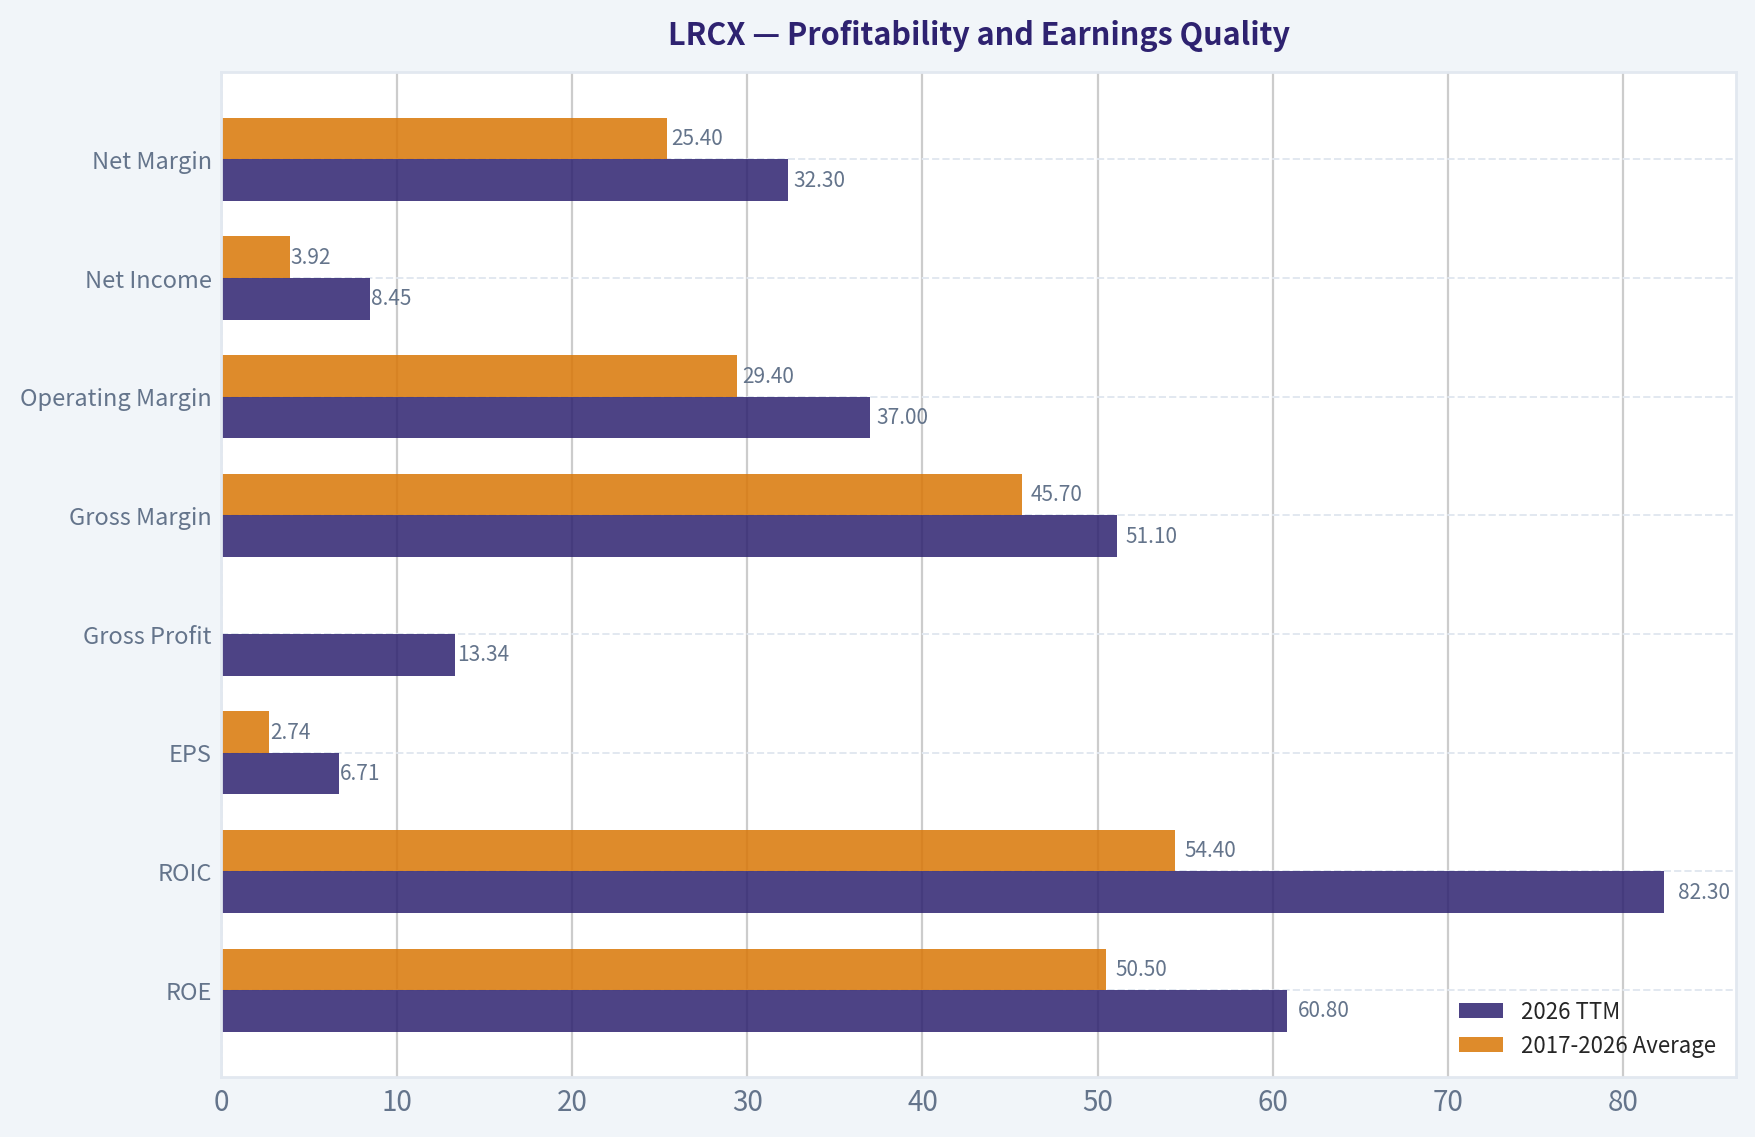 LRCX — Profitability and Earnings Quality
Net Margin
25.40
32.30
Net Income
3.92
8.45
Operating Margin
29.40
37.00
Gross Margin
45.70
51.10
Gross Profit
13.34
EPS
2.74
6.71
ROIC
54.40
82.30
ROE
50.50
60.80
2026 TTM
2017-2026 Average
0 10 20 30 40 50 60 70 80